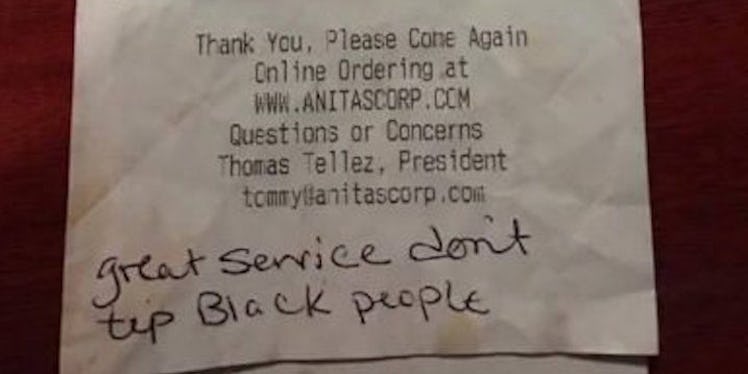 Thank You, Please Come Again
Online Ordering at
WWW.ANITASCORP.COM
Questions or Concerns
Thomas Tellez, President
tommy@anitascorp.com
great service don't
tip Black people